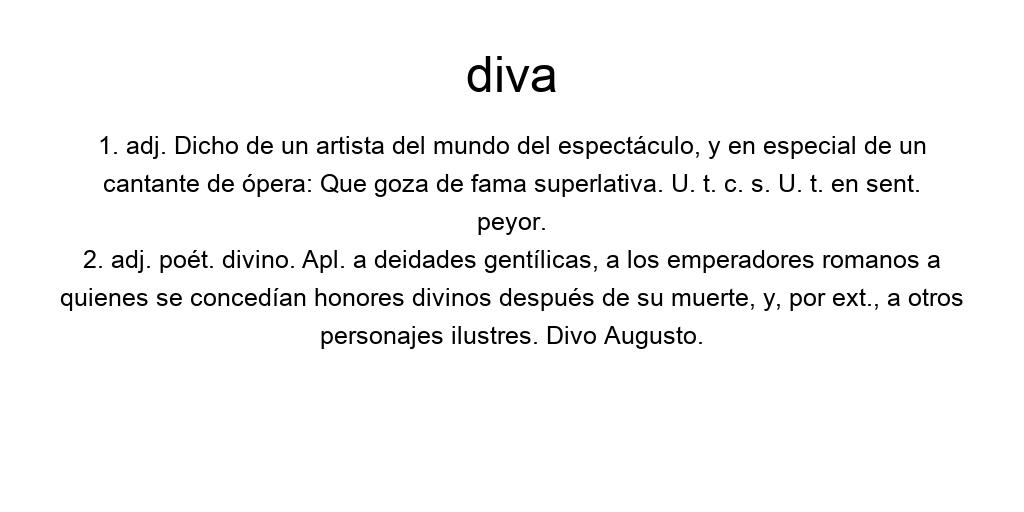 diva
1. adj. Dicho de un artista del mundo del espectáculo, y en especial de un
cantante de ópera: Que goza de fama superlativa. U. t. c. s. U. t. en sent.
peyor.
2. adj. poét. divino. Apl. a deidades gentílicas, a los emperadores romanos a
quienes se concedían honores divinos después de su muerte, y, por ext., a otros
personajes ilustres. Divo Augusto.